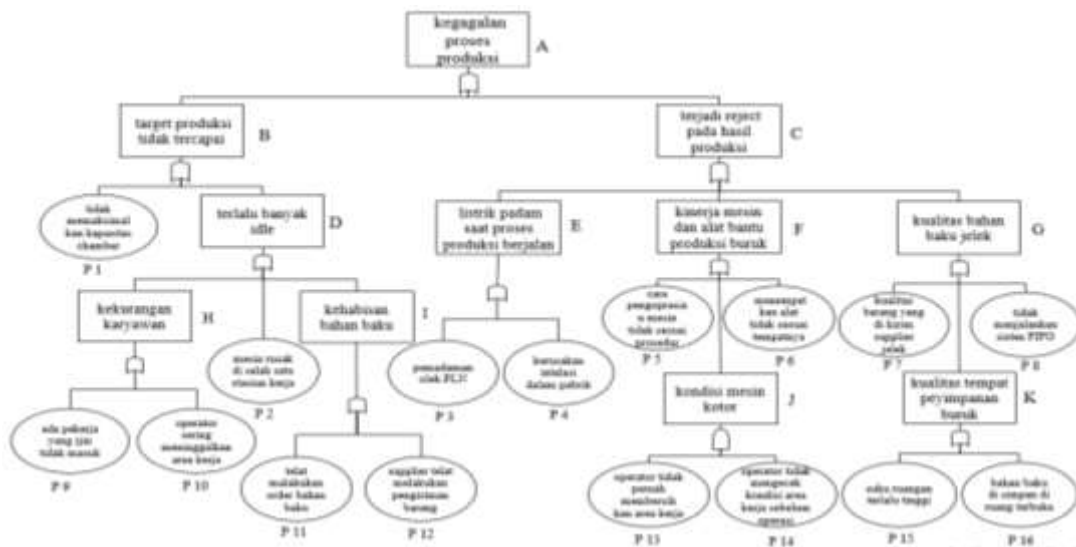 kegagalan
proses
produksi
A
target produksi
tidak tercapai
B
terjadi reject
pada hasil
produksi
C
tidak
memaksimal
kan kapasitas
chamber
P 1
terlalu banyak
idle
D
listrik padam
saat proses
produksi berjalan
E
kinerja mesin
dan alat bantu
produksi buruk
F
kualitas bahan
baku jelek
G
kekurangan
karyawan
H
mesin rusak
di salah satu
stasiun kerja
P 2
kehabisan
bahan baku
I
pemadaman
oleh PLN
P 3
dalam pabrik
P 4
cara
mesin
tidak sesuai
prosedur
P 5
menempat
kan alat
tidak sesuai
tempatnya
P 6
kualitas
barang yang
di kirim
supplier
jelek
P 7
tidak
menjalankan
sistem FIFO
P 8
kondisi mesin
kotor
J
kualitas tempat
buruk
K
ada pekerja
yang ijin
tidak masuk
P 9
operator
sering
meninggalkan
area kerja
P 10
telat
melakukan
order bahan
baku
P 11
supplier telat
melakukan
pengiriman
barang
P 12
operator tidak
pernah
membersih
kan area kerja
P 13
operator tidak
mengecek
kondisi area
kerja sebelum
operasi
P 14
suhu ruangan
terlalu tinggi
P 15
bahan baku
di simpan di
ruang terbuka
P 16